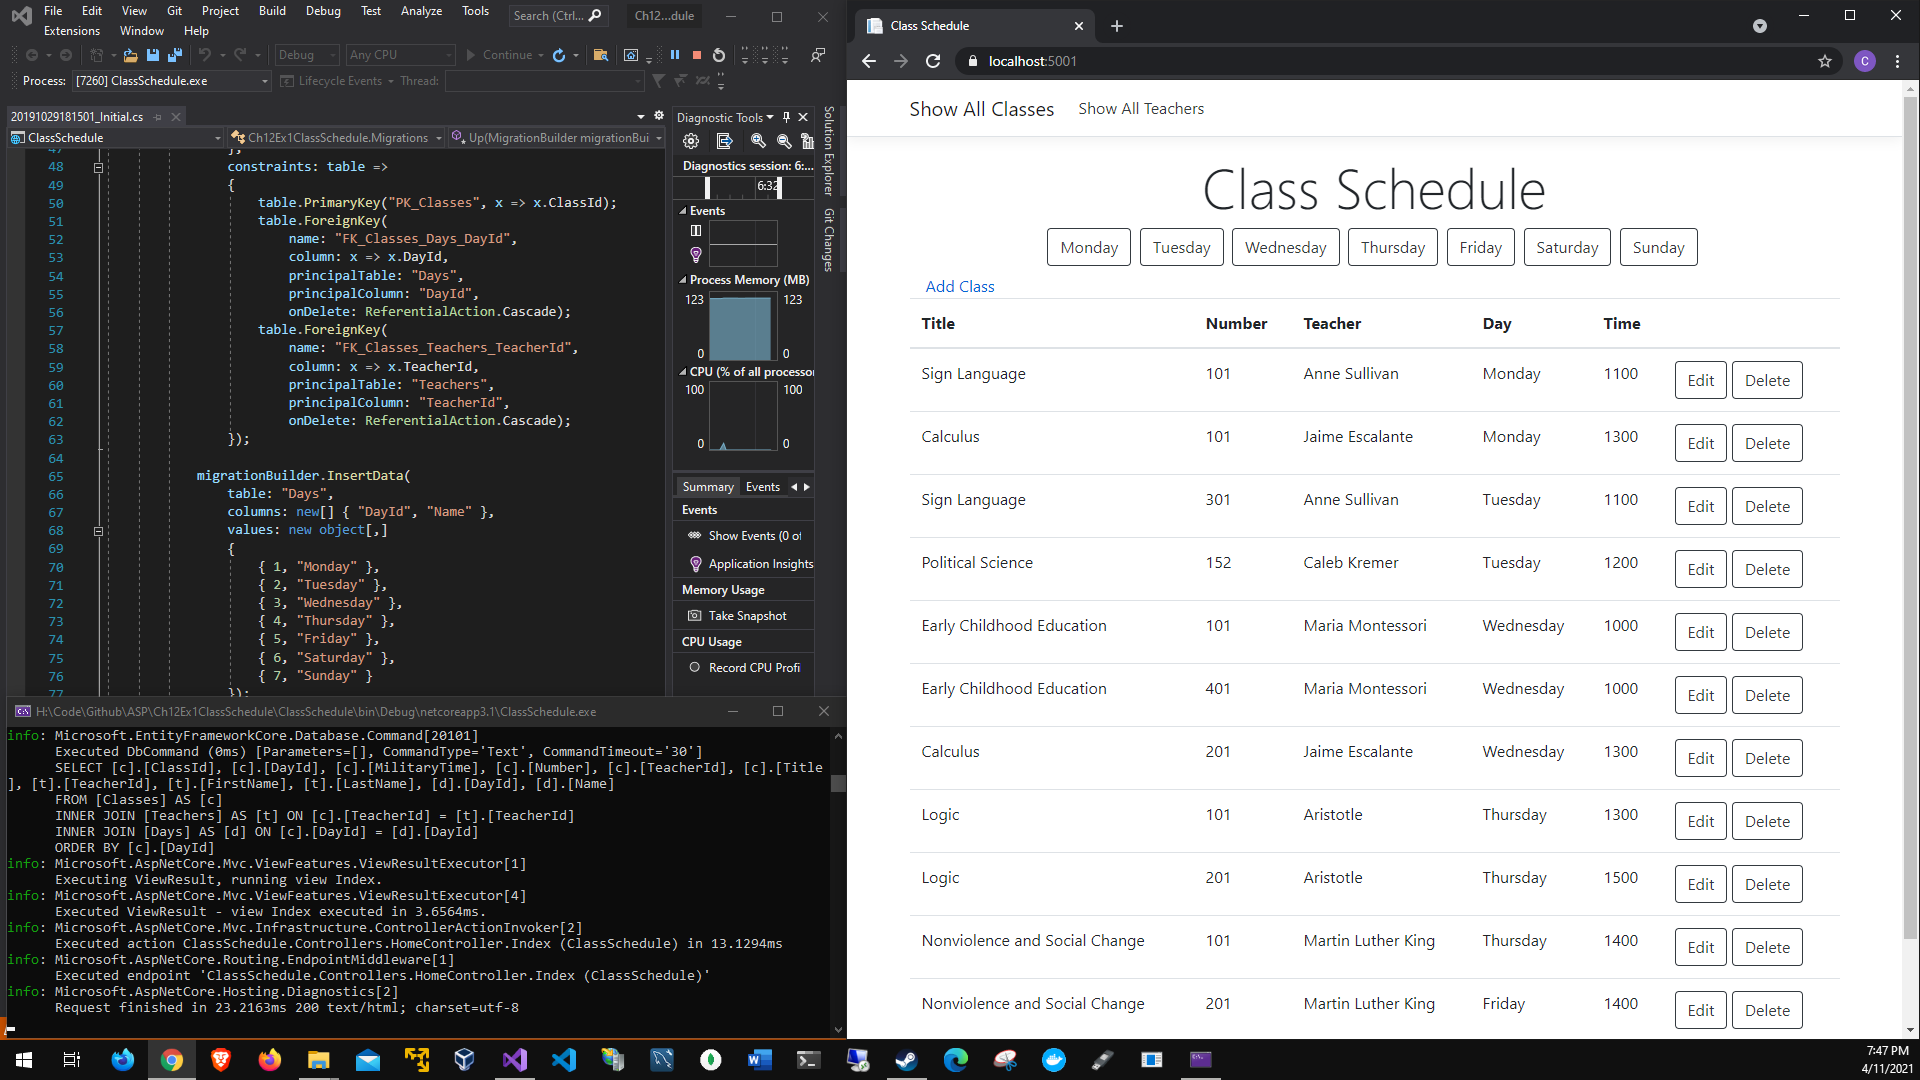 File Edit View Git Project Build Debug Test Analyze Tools
Search (Ctrl...
Ch12...dule
Extensions Window Help
Debug Any CPU Continue
Process: [7260] ClassSchedule.exe Lifecycle Events Thread:
20191029181501_Initial.cs
ClassSchedule Ch12Ex1ClassSchedule.Migrations Up(MigrationBuilder migrationBui
47 },
48 constraints: table =>
49 {
50 table.PrimaryKey("PK_Classes", x => x.ClassId);
51 table.ForeignKey(
52 name: "FK_Classes_Days_DayId",
53 column: x => x.DayId,
54 principalTable: "Days",
55 principalColumn: "DayId",
56 onDelete: ReferentialAction.Cascade);
57 table.ForeignKey(
58 name: "FK_Classes_Teachers_TeacherId",
59 column: x => x.TeacherId,
60 principalTable: "Teachers",
61 principalColumn: "TeacherId",
62 onDelete: ReferentialAction.Cascade);
63 });
64
65 migrationBuilder.InsertData(
66 table: "Days",
67 columns: new[] { "DayId", "Name" },
68 values: new object[,]
69 {
70 { 1, "Monday" },
71 { 2, "Tuesday" },
72 { 3, "Wednesday" },
73 { 4, "Thursday" },
74 { 5, "Friday" },
75 { 6, "Saturday" },
76 { 7, "Sunday" }
77 });
Diagnostic Tools
Diagnostics session: 6:...
6:32
Events
Process Memory (MB)
123 123
0 0
CPU (% of all processor
100 100
0 0
Summary Events
Events
Show Events (0 of
Application Insights
Memory Usage
Take Snapshot
CPU Usage
Record CPU Profi
Solution Explorer
Git Changes
H:\Code\Github\ASP\Ch12Ex1ClassSchedule\ClassSchedule\bin\Debug\netcoreapp3.1\ClassSchedule.exe
info: Microsoft.EntityFrameworkCore.Database.Command[20101]
Executed DbCommand (0ms) [Parameters=[], CommandType='Text', CommandTimeout='30']
SELECT [c].[ClassId], [c].[DayId], [c].[MilitaryTime], [c].[Number], [c].[TeacherId], [c].[Title
], [t].[TeacherId], [t].[FirstName], [t].[LastName], [d].[DayId], [d].[Name]
FROM [Classes] AS [c]
INNER JOIN [Teachers] AS [t] ON [c].[TeacherId] = [t].[TeacherId]
INNER JOIN [Days] AS [d] ON [c].[DayId] = [d].[DayId]
ORDER BY [c].[DayId]
info: Microsoft.AspNetCore.Mvc.ViewFeatures.ViewResultExecutor[1]
Executing ViewResult, running view Index.
info: Microsoft.AspNetCore.Mvc.ViewFeatures.ViewResultExecutor[4]
Executed ViewResult - view Index executed in 3.6564ms.
info: Microsoft.AspNetCore.Mvc.Infrastructure.ControllerActionInvoker[2]
Executed action ClassSchedule.Controllers.HomeController.Index (ClassSchedule) in 13.1294ms
info: Microsoft.AspNetCore.Routing.EndpointMiddleware[1]
Executed endpoint 'ClassSchedule.Controllers.HomeController.Index (ClassSchedule)'
info: Microsoft.AspNetCore.Hosting.Diagnostics[2]
Request finished in 23.2163ms 200 text/html; charset=utf-8
Class Schedule
localhost:5001
C
Show All Classes Show All Teachers
Class Schedule
Monday Tuesday Wednesday Thursday Friday Saturday Sunday
Add Class
Title Number Teacher Day Time
Sign Language 101 Anne Sullivan Monday 1100 Edit Delete
Calculus 101 Jaime Escalante Monday 1300 Edit Delete
Sign Language 301 Anne Sullivan Tuesday 1100 Edit Delete
Political Science 152 Caleb Kremer Tuesday 1200 Edit Delete
Early Childhood Education 101 Maria Montessori Wednesday 1000 Edit Delete
Early Childhood Education 401 Maria Montessori Wednesday 1000 Edit Delete
Calculus 201 Jaime Escalante Wednesday 1300 Edit Delete
Logic 101 Aristotle Thursday 1300 Edit Delete
Logic 201 Aristotle Thursday 1500 Edit Delete
Nonviolence and Social Change 101 Martin Luther King Thursday 1400 Edit Delete
Nonviolence and Social Change 201 Martin Luther King Friday 1400 Edit Delete
7:47 PM
4/11/2021